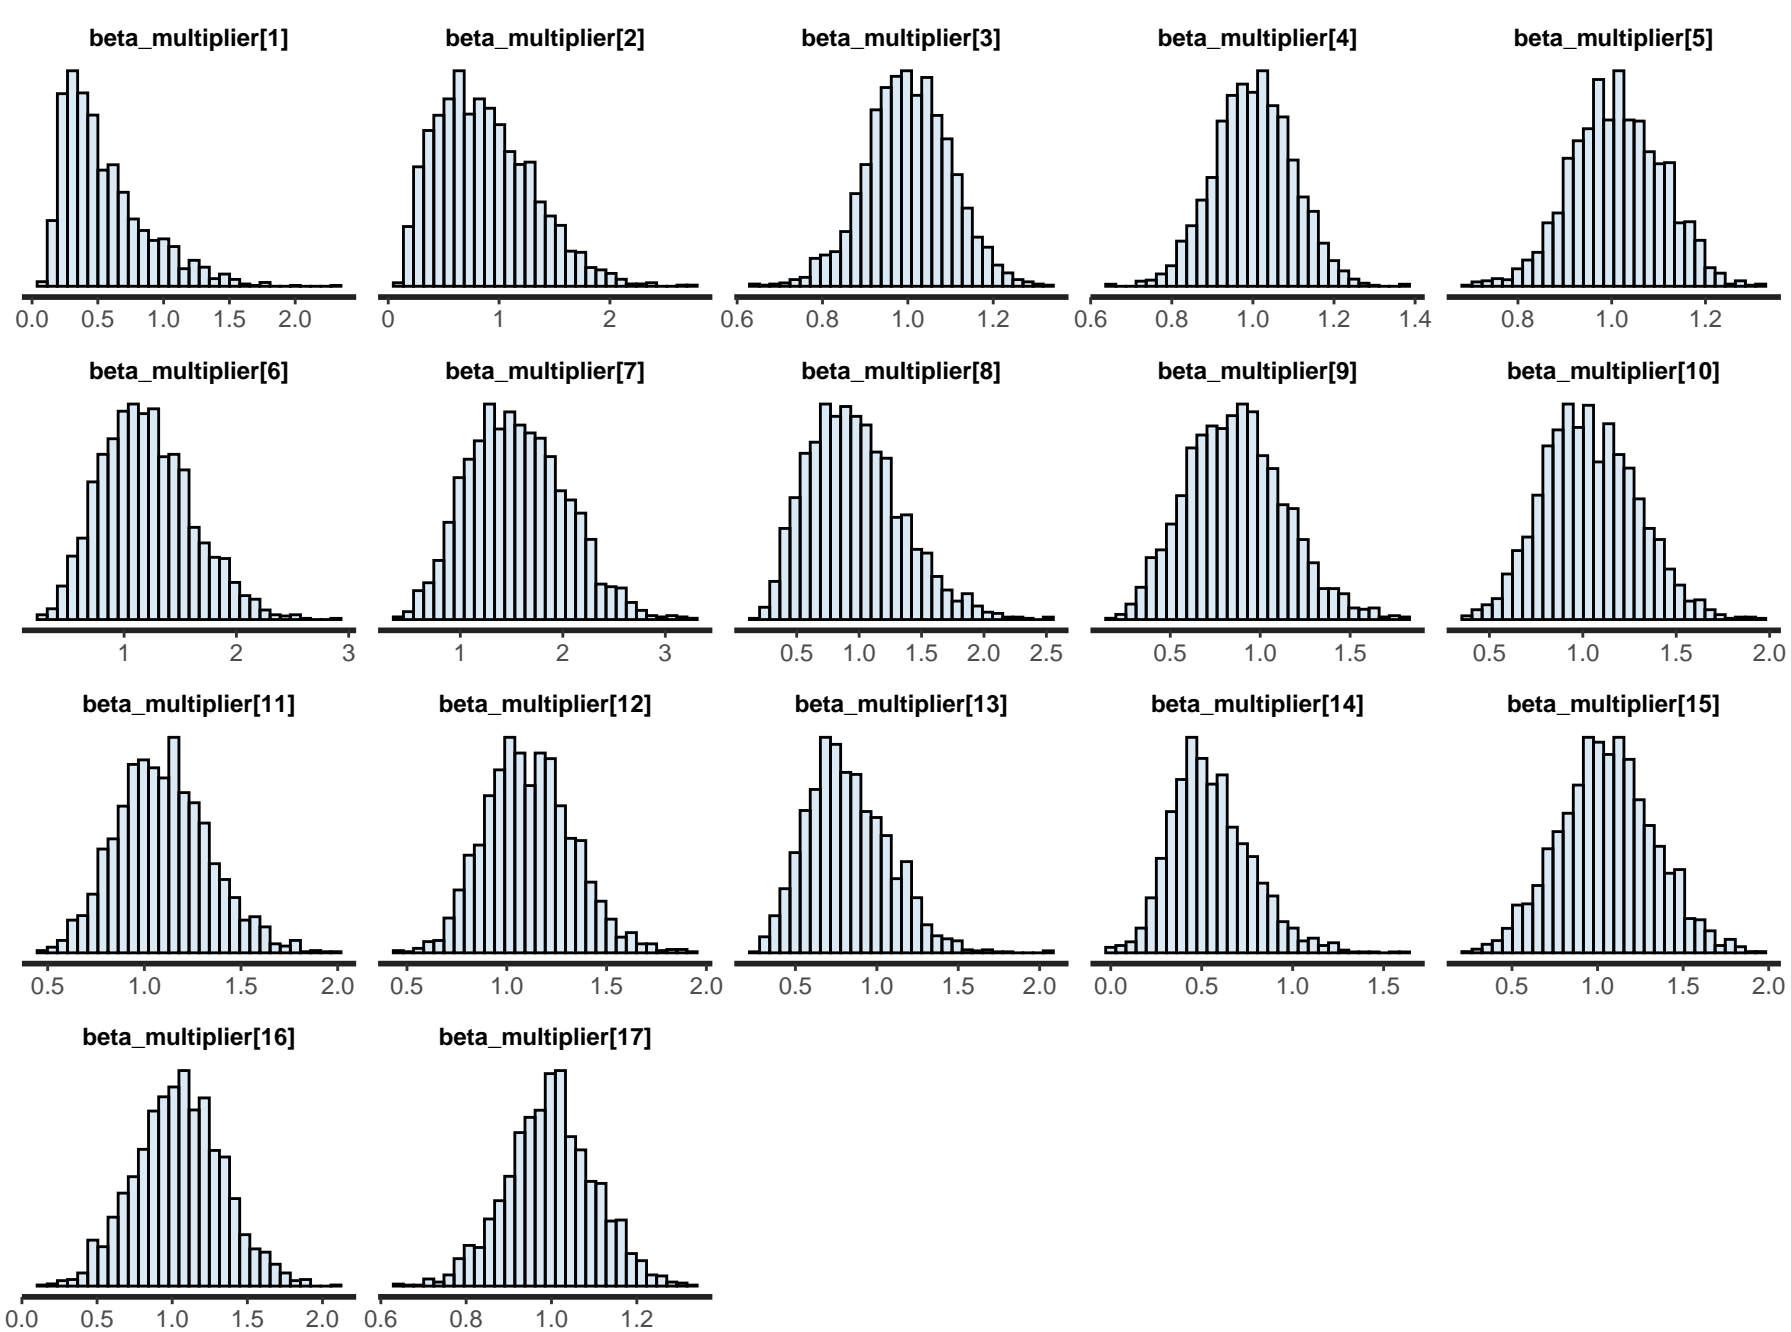 beta_multiplier[1] beta_multiplier[2] beta_multiplier[3] beta_multiplier[4] beta_multiplier[5]
0.0 0.5 1.0 1.5 2.0 0 1 2 0.6 0.8 1.0 1.2 0.6 0.8 1.0 1.2 1.4 0.8 1.0 1.2
beta_multiplier[6] beta_multiplier[7] beta_multiplier[8] beta_multiplier[9] beta_multiplier[10]
1 2 3 1 2 3 0.5 1.0 1.5 2.0 2.5 0.5 1.0 1.5 0.5 1.0 1.5 2.0
beta_multiplier[11] beta_multiplier[12] beta_multiplier[13] beta_multiplier[14] beta_multiplier[15]
0.5 1.0 1.5 2.0 0.5 1.0 1.5 2.0 0.5 1.0 1.5 2.0 0.0 0.5 1.0 1.5 0.5 1.0 1.5 2.0
beta_multiplier[16] beta_multiplier[17]
0.0 0.5 1.0 1.5 2.0 0.6 0.8 1.0 1.2